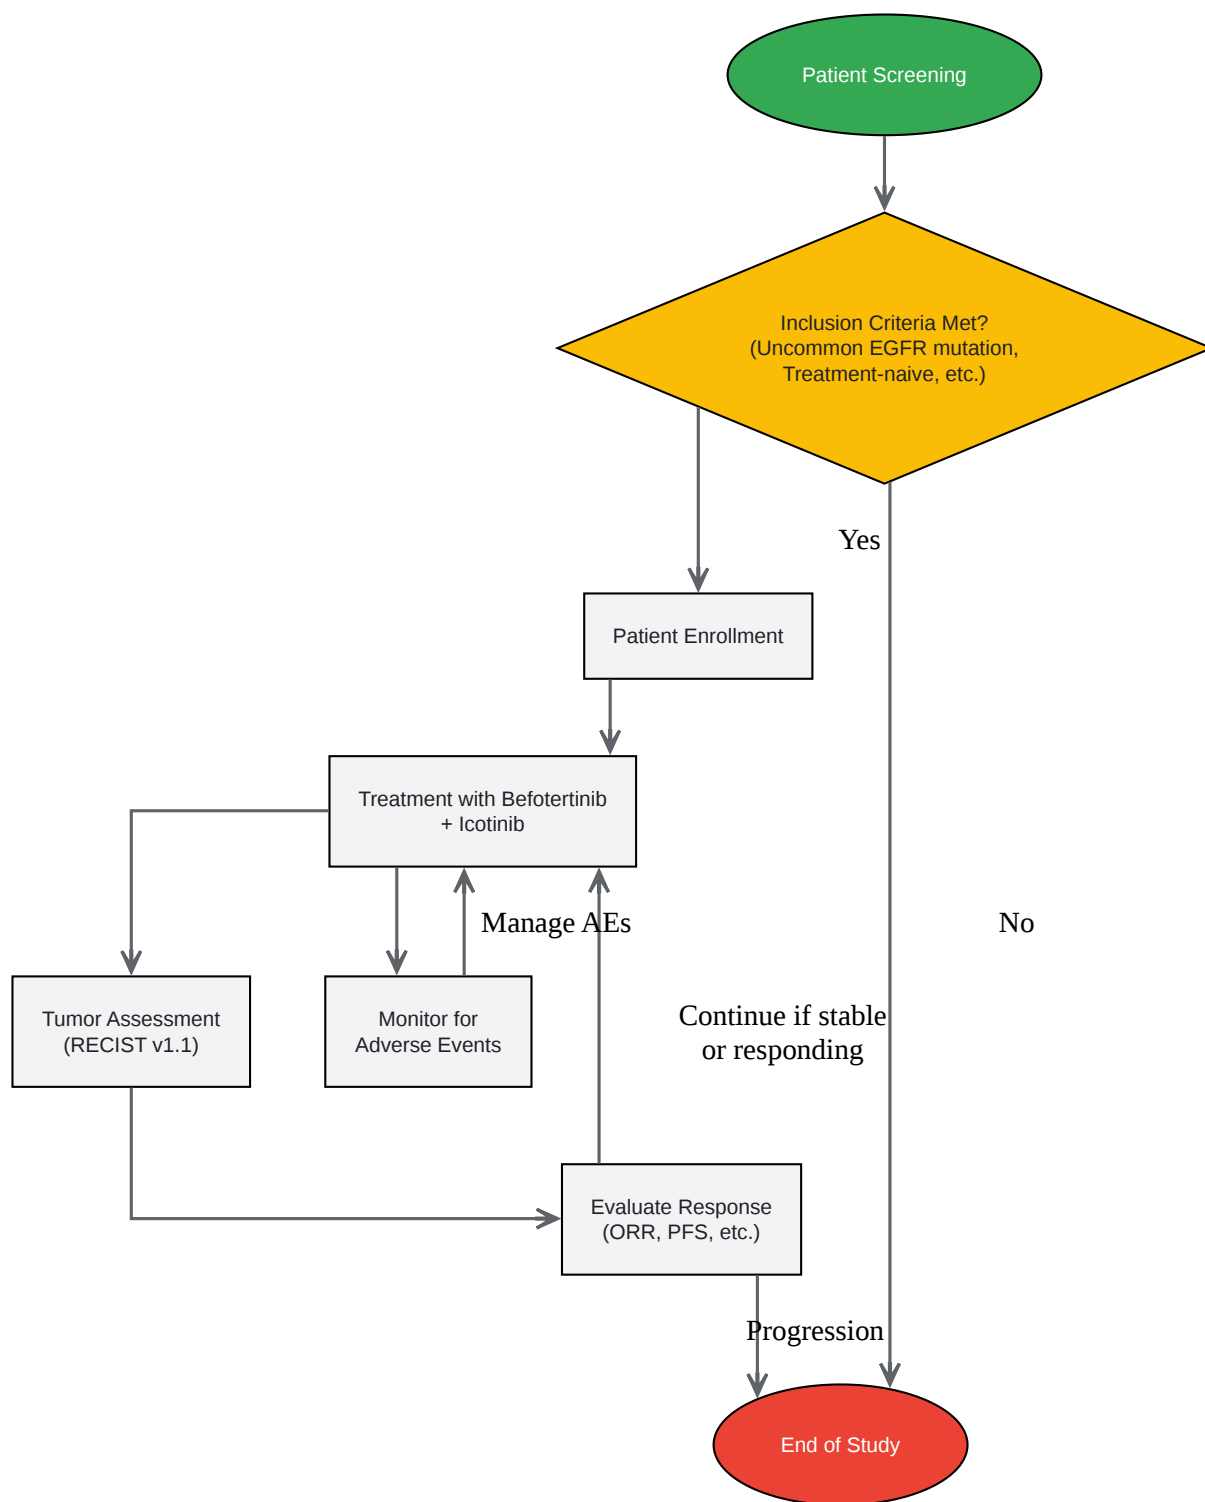 Patient Screening
Inclusion Criteria Met?
(Uncommon EGFR mutation,
Treatment-naive, etc.)
Yes
Patient Enrollment
Treatment with Befotertinib
+ Icotinib
Manage AEs
No
Tumor Assessment
(RECIST v1.1)
Monitor for
Adverse Events
Continue if stable
or responding
Evaluate Response
(ORR, PFS, etc.)
Progression
End of Study